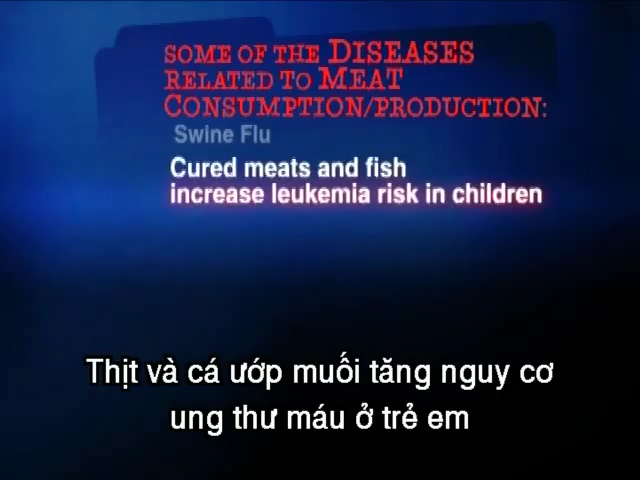 SOME OF THE DISEASES
RELATED TO MEAT
CONSUMPTION/PRODUCTION:
Swine Flu
Cured meats and fish
increase leukemia risk in children
Thịt và cá ướp muối tăng nguy cơ
ung thư máu ở trẻ em